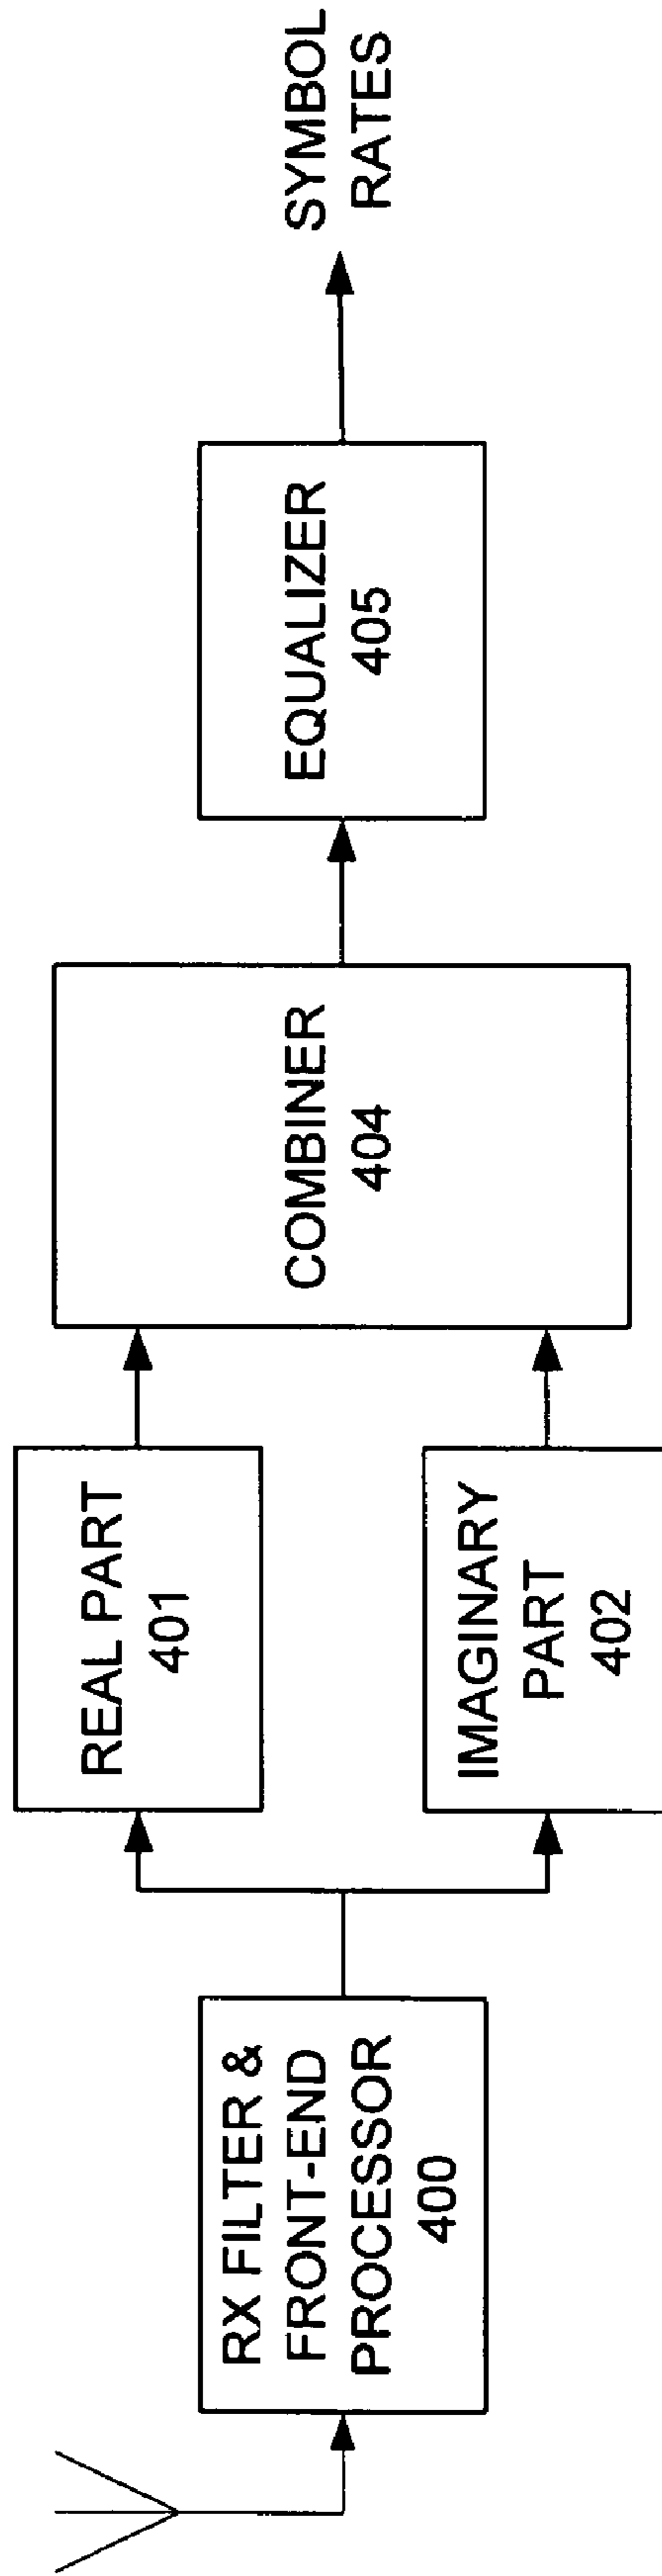 RX FILTER &
FRONT-END
PROCESSOR
400
REAL PART
401
IMAGINARY
PART
402
COMBINER
404
EQUALIZER
405
SYMBOL
RATES